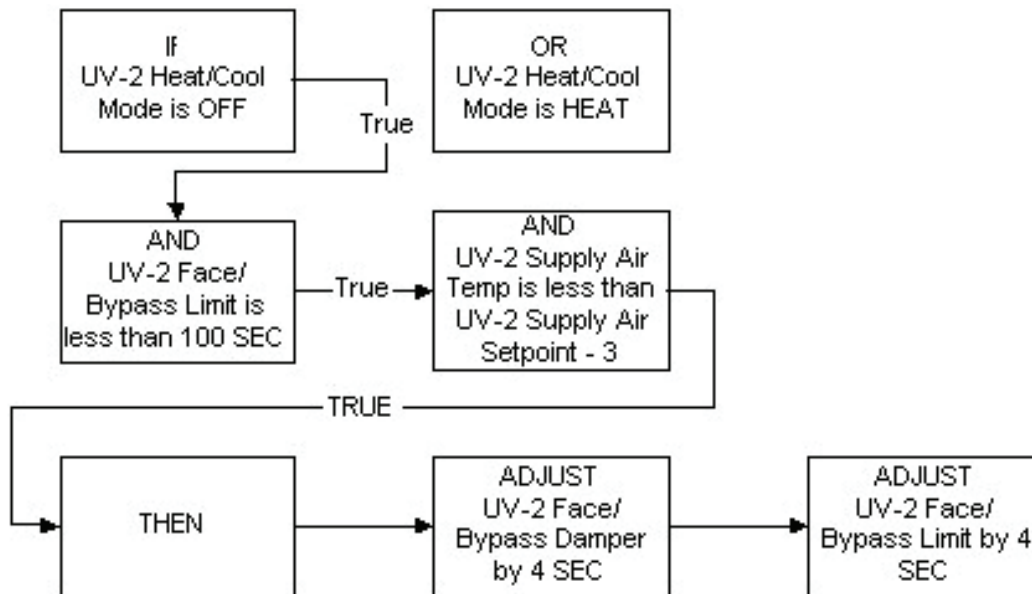 IF
UV-2 Heat/Cool
Mode is OFF
OR
UV-2 Heat/Cool
Mode is HEAT
True
AND
UV-2 Face/
Bypass Limit is
less than 100 SEC
True
AND
UV-2 Supply Air
Temp is less than
UV-2 Supply Air
Setpoint - 3
TRUE
THEN
ADJUST
UV-2 Face/
Bypass Damper
by 4 SEC
ADJUST
UV-2 Face/
Bypass Limit by 4
SEC